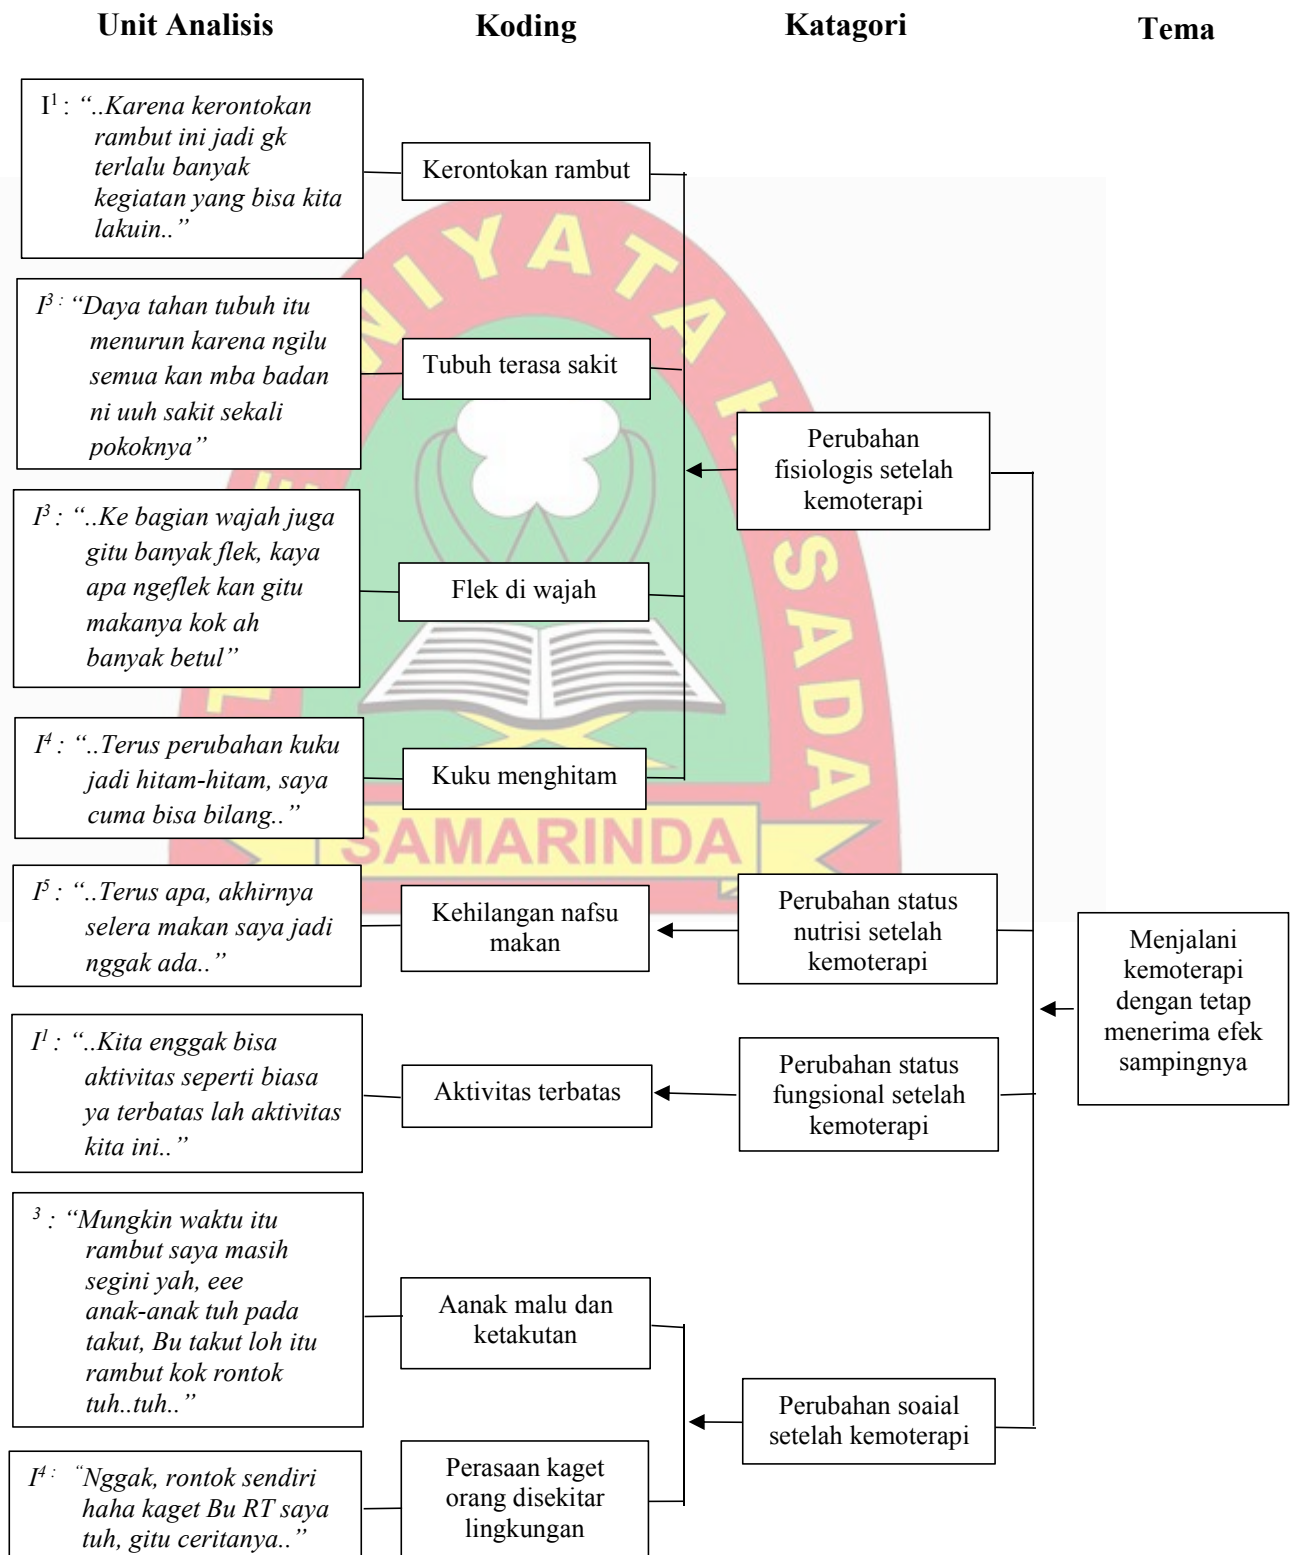 Unit Analisis
Koding
Katagori
Tema
I1 : “..Karena kerontokan
rambut ini jadi gk
terlalu banyak
kegiatan yang bisa kita
lakuin..”
Kerontokan rambut
I3 : “Daya tahan tubuh itu
menurun karena ngilu
semua kan mba badan
ni uuh sakit sekali
pokoknya”
Tubuh terasa sakit
I3 : “..Ke bagian wajah juga
gitu banyak flek, kaya
apa ngeflek kan gitu
makanya kok ah
banyak betul”
Flek di wajah
I4 : “..Terus perubahan kuku
jadi hitam-hitam, saya
cuma bisa bilang..”
Kuku menghitam
Perubahan
fisiologis setelah
kemoterapi
I5 : “..Terus apa, akhirnya
selera makan saya jadi
nggak ada..”
Kehilangan nafsu
makan
Perubahan status
nutrisi setelah
kemoterapi
I1 : “..Kita enggak bisa
aktivitas seperti biasa
ya terbatas lah aktivitas
kita ini..”
Aktivitas terbatas
Perubahan status
fungsional setelah
kemoterapi
3 : “Mungkin waktu itu
rambut saya masih
segini yah, eee
anak-anak tuh pada
takut, Bu takut loh itu
rambut kok rontok
tuh..tuh..”
Aanak malu dan
ketakutan
I4 : “Nggak, rontok sendiri
haha kaget Bu RT saya
tuh, gitu ceritanya..”
Perasaan kaget
orang disekitar
lingkungan
Perubahan soaial
setelah kemoterapi
Menjalani
kemoterapi
dengan tetap
menerima efek
sampingnya
WIYATA H SADA
SAMARINDA